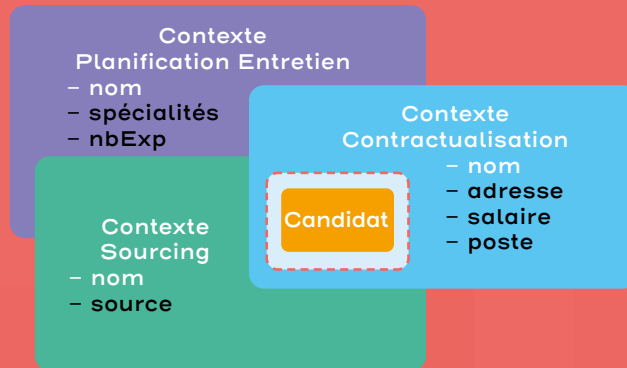 Contexte
Planification Entretien
- nom
- spécialités
- nbExp
Contexte
Contractualisation
- nom
- adresse
- salaire
- poste
Candidat
Contexte
Sourcing
- nom
- source